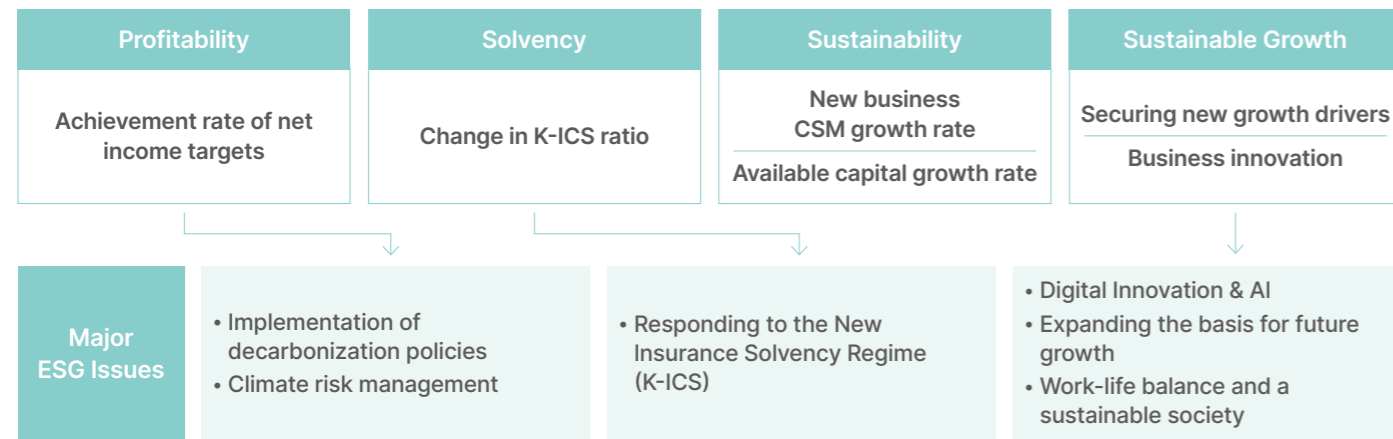 Profitability
Achievement rate of net
income targets
Solvency
Change in K-ICS ratio
Sustainability
New business
CSM growth rate
Available capital growth rate
Sustainable Growth
Securing new growth drivers
Business innovation
Major
ESG Issues
• Implementation of
decarbonization policies
• Climate risk management
• Responding to the New
Insurance Solvency Regime
(K-ICS)
• Digital Innovation & AI
• Expanding the basis for future
growth
• Work-life balance and a
sustainable society